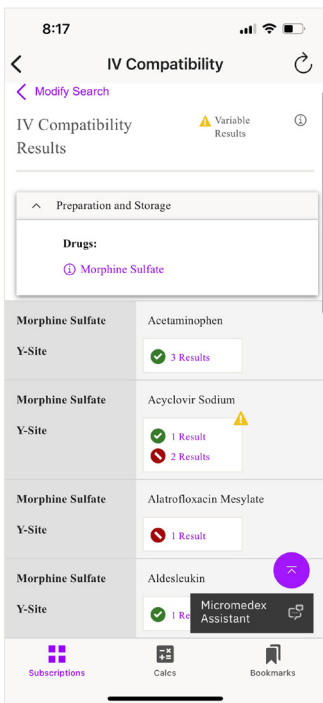 8:17
IV Compatibility
Modify Search
IV Compatibility
Results
Variable
Results
Preparation and Storage
Drugs:
Morphine Sulfate
Morphine Sulfate
Acetaminophen
Y-Site
3 Results
Morphine Sulfate
Acyclovir Sodium
Y-Site
1 Result
2 Results
Morphine Sulfate
Alatrofloxacin Mesylate
Y-Site
1 Result
Morphine Sulfate
Aldesleukin
Y-Site
1 Re
Micromedex
Assistant
Subscriptions
Calcs
Bookmarks